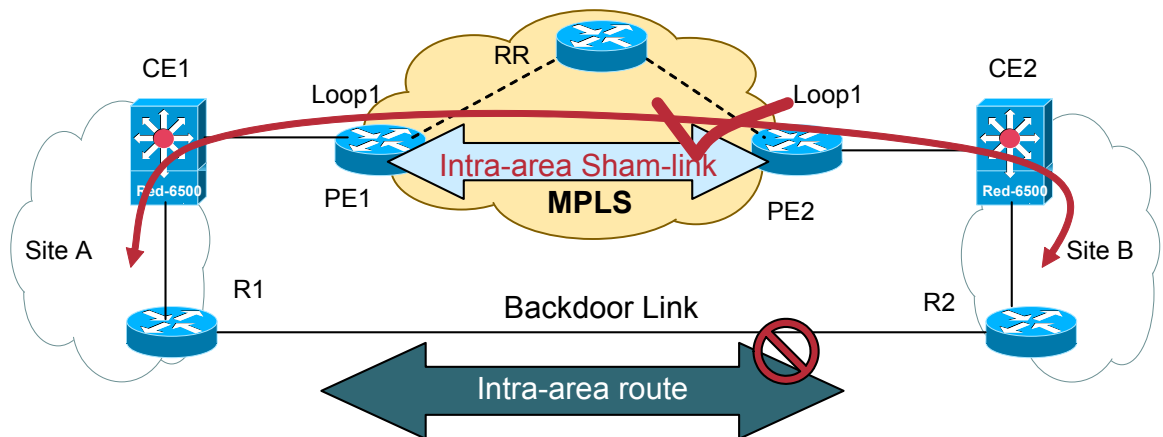 RR
CE1
CE2
Loop1
Loop1
Intra-area Sham-link
Red-6500
Red-6500
PE1
MPLS
PE2
Site A
Site B
R1
Backdoor Link
R2
Intra-area route